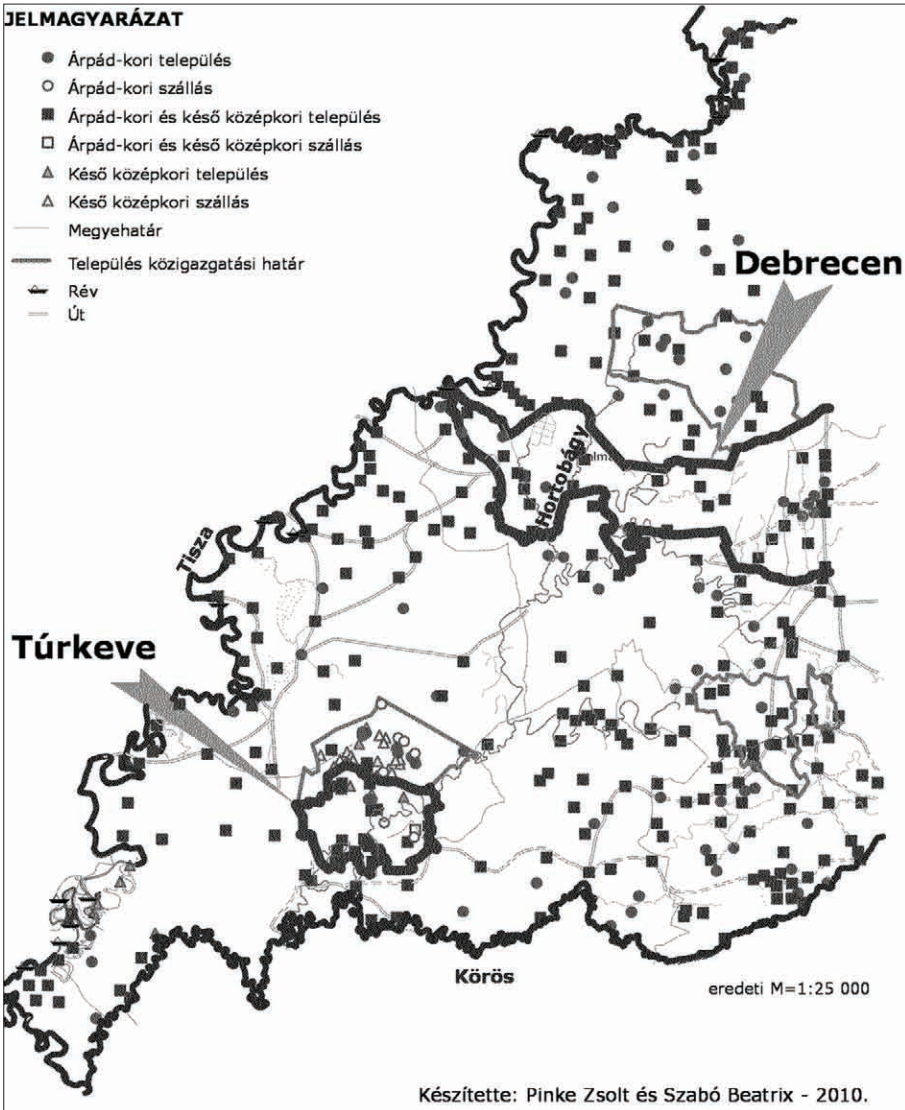 JELMAGYARÁZAT
Árpád-kori település
Árpád-kori szállás
Árpád-kori és késő középkori település
Árpád-kori és késő középkori szállás
Késő középkori település
Késő középkori szállás
Megyehatár
Település közigazgatási határ
Rév
Út
Debrecen
Hortobágy
Tisza
Túrkeve
Körös
eredeti M=1:25 000
Készítette: Pinke Zsolt és Szabó Beatrix - 2010.